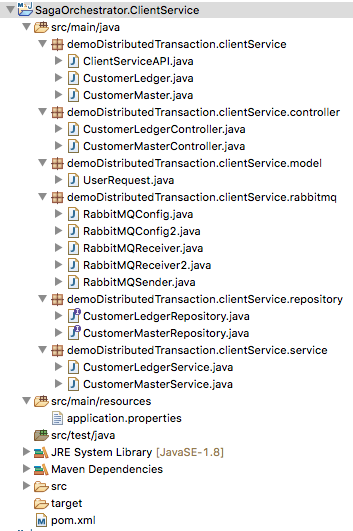 SagaOrchestrator.ClientService
src/main/java
demoDistributedTransaction.clientService
ClientServiceAPI.java
CustomerLedger.java
CustomerMaster.java
demoDistributedTransaction.clientService.controller
CustomerLedgerController.java
CustomerMasterController.java
demoDistributedTransaction.clientService.model
UserRequest.java
demoDistributedTransaction.clientService.rabbitmq
RabbitMQConfig.java
RabbitMQConfig2.java
RabbitMQReceiver.java
RabbitMQReceiver2.java
RabbitMQSender.java
demoDistributedTransaction.clientService.repository
CustomerLedgerRepository.java
CustomerMasterRepository.java
demoDistributedTransaction.clientService.service
CustomerLedgerService.java
CustomerMasterService.java
src/main/resources
application.properties
src/test/java
JRE System Library [JavaSE-1.8]
Maven Dependencies
src
target
pom.xml